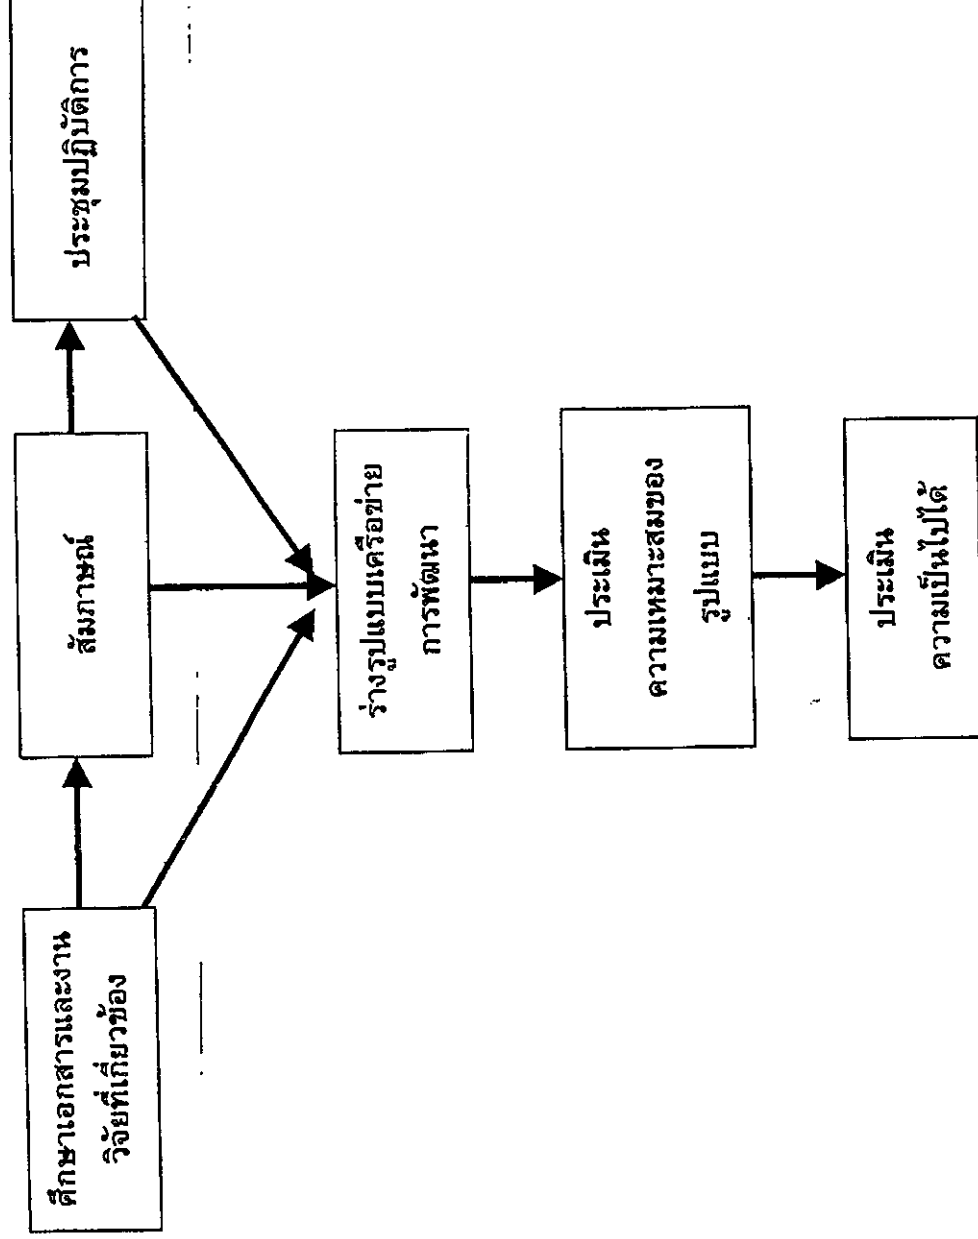 ศึกษาเอกสารและงาน
วิจัยที่เกี่ยวข้อง
สัมภาษณ์
ประชุมปฏิบัติการ
ร่างรูปแบบเครือข่าย
การพัฒนา
ประเมิน
ความเหมาะสมของ
รูปแบบ
ประเมิน
ความเป็นไปได้